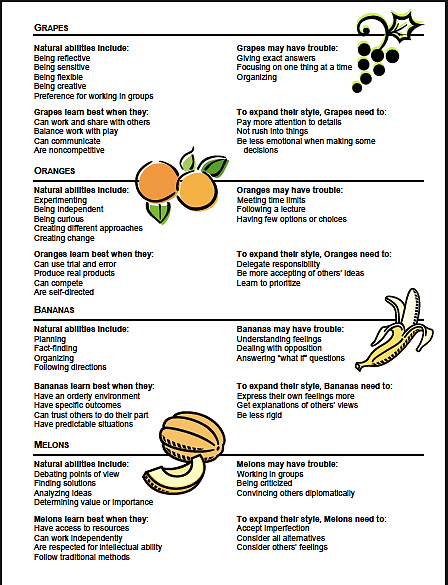 GRAPES
Natural abilities include:
Being reflective
Being sensitive
Being flexible
Being creative
Preference for working in groups
Grapes may have trouble:
Giving exact answers
Focusing on one thing at a time
Organizing
Grapes learn best when they:
Can work and share with others
Balance work with play
Can communicate
Are noncompetitive
To expand their style, Grapes need to:
Pay more attention to details
Not rush into things
Be less emotional when making some
decisions
ORANGES
Natural abilities include:
Experimenting
Being independent
Being curious
Creating different approaches
Creating change
Oranges may have trouble:
Meeting time limits
Following a lecture
Having few options or choices
Oranges learn best when they:
Can use trial and error
Produce real products
Can compete
Are self-directed
To expand their style, Oranges need to:
Delegate responsibility
Be more accepting of others' ideas
Learn to prioritize
BANANAS
Natural abilities include:
Planning
Fact-finding
Organizing
Following directions
Bananas may have trouble:
Understanding feelings
Dealing with opposition
Answering "what if" questions
Bananas learn best when they:
Have an orderly environment
Have specific outcomes
Can trust others to do their part
Have predictable situations
To expand their style, Bananas need to:
Express their own feelings more
Get explanations of others' views
Be less rigid
MELONS
Natural abilities include:
Debating points of view
Finding solutions
Analyzing ideas
Determining value or importance
Melons may have trouble:
Working in groups
Being criticized
Convincing others diplomatically
Melons learn best when they:
Have access to resources
Can work independently
Are respected for intellectual ability
Follow traditional methods
To expand their style, Melons need to:
Accept imperfection
Consider all alternatives
Consider others' feelings